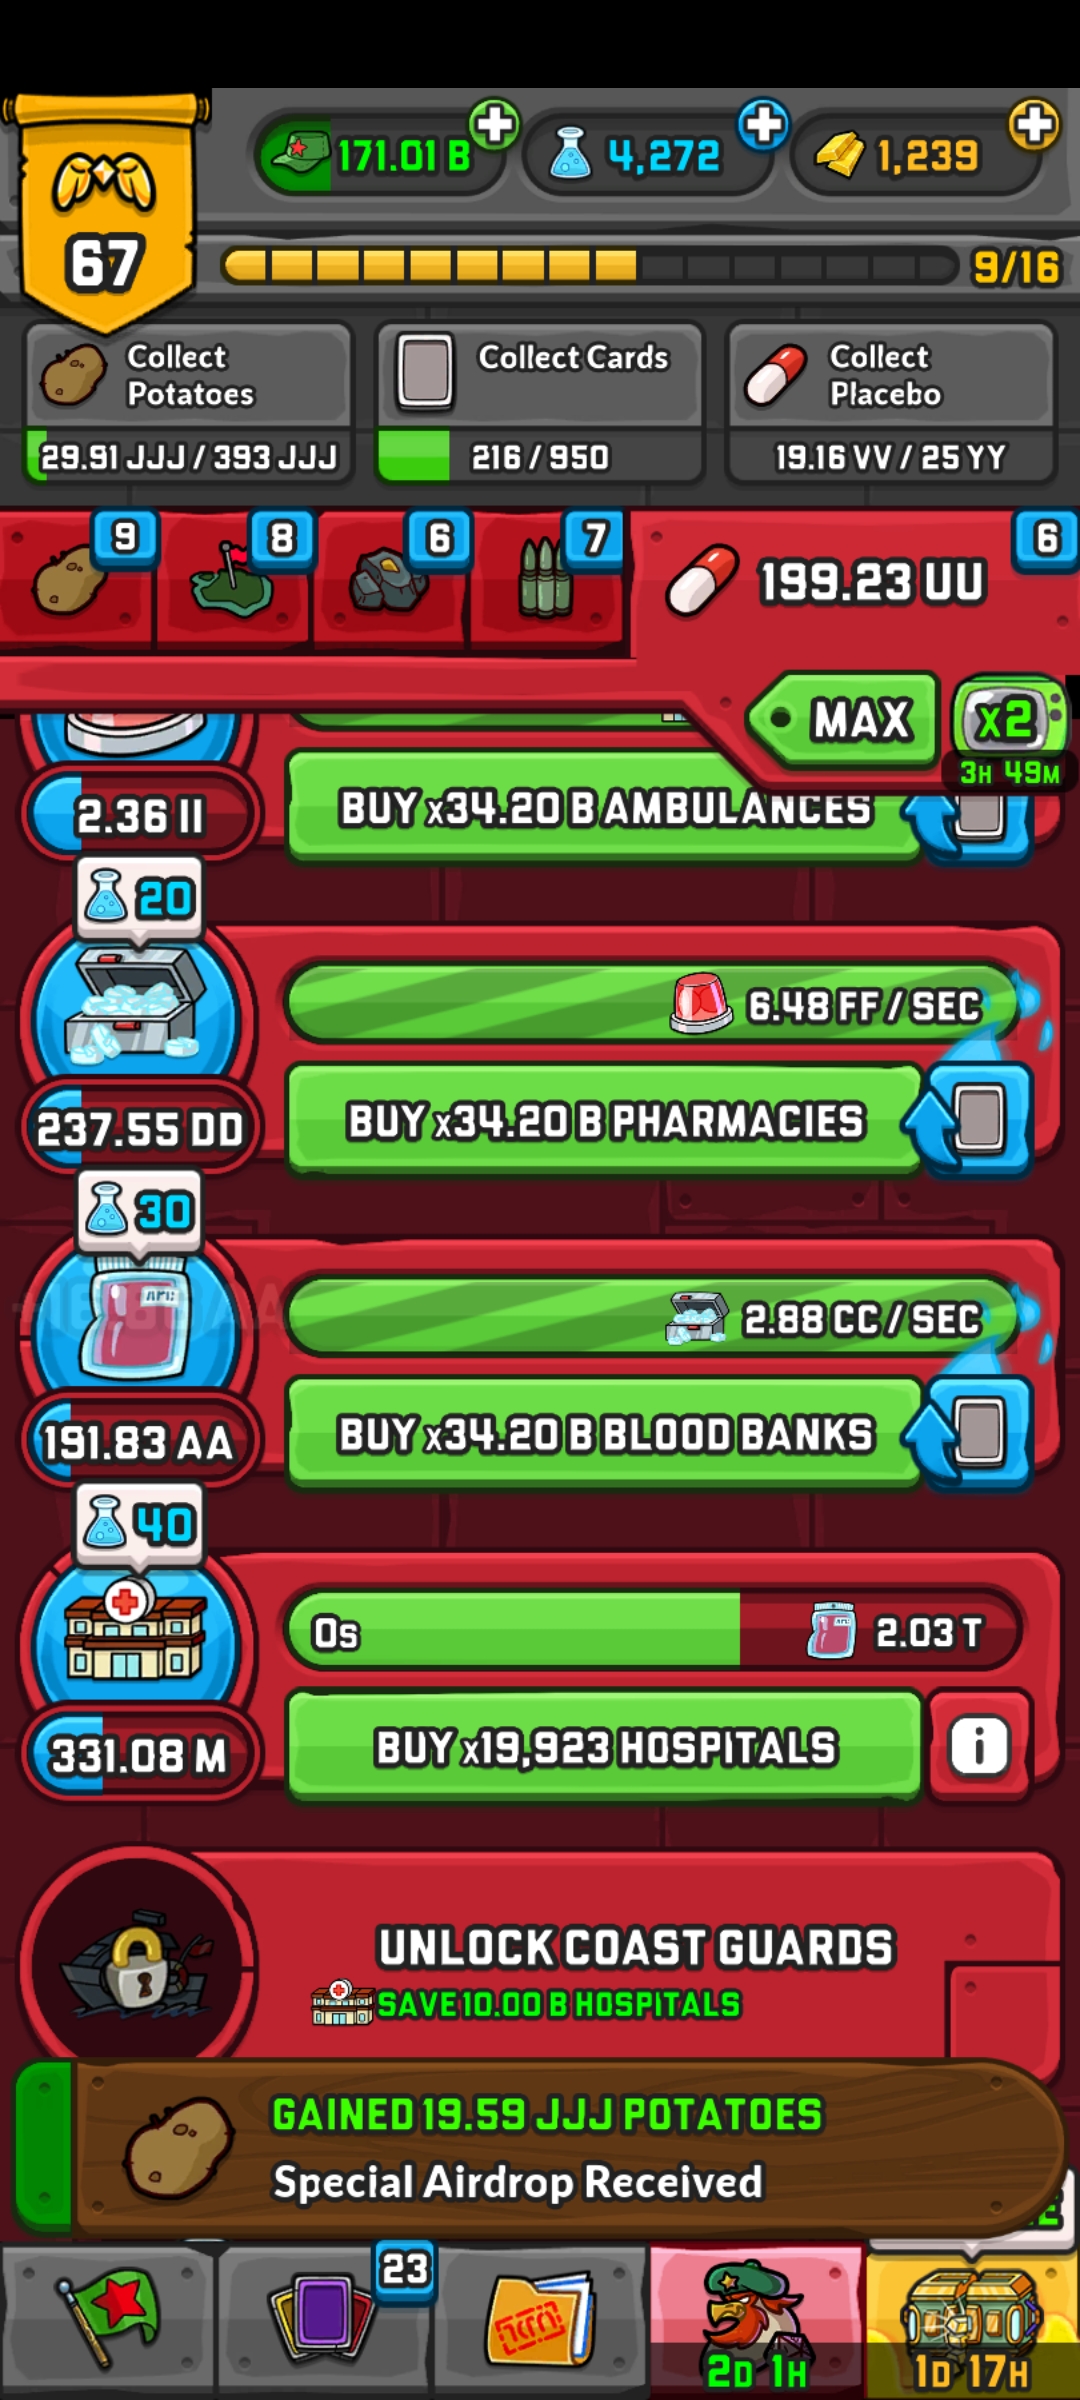 171.01 B
4,272
1,239
67
9/16
Collect
Potatoes
29.91 JJJ / 393 JJJ
Collect Cards
216 / 950
Collect
Placebo
19.16 VV / 25 YY
9
8
6
7
199.23 UU
6
MAX
x2
3H 49M
2.36 II
BUY x34.20 B AMBULANCES
20
6.48 FF / SEC
237.55 DD
BUY x34.20 B PHARMACIES
30
2.88 CC / SEC
191.83 AA
BUY x34.20 B BLOOD BANKS
40
0s
2.03 T
331.08 M
BUY x19,923 HOSPITALS
i
UNLOCK COAST GUARDS
SAVE 10.00 B HOSPITALS
GAINED 19.59 JJJ POTATOES
Special Airdrop Received
23
2D 1H
1D 17H